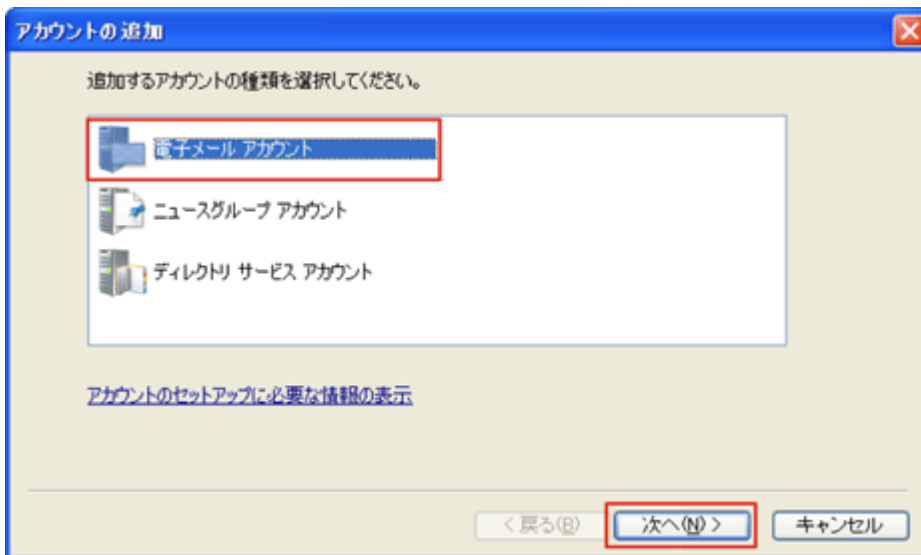 アカウントの追加
追加するアカウントの種類を選択してください。
電子メール アカウント
ニュースグループ アカウント
ディレクトリ サービス アカウント
アカウントのセットアップに必要な情報の表示
< 戻る(B) 次へ(N) > キャンセル